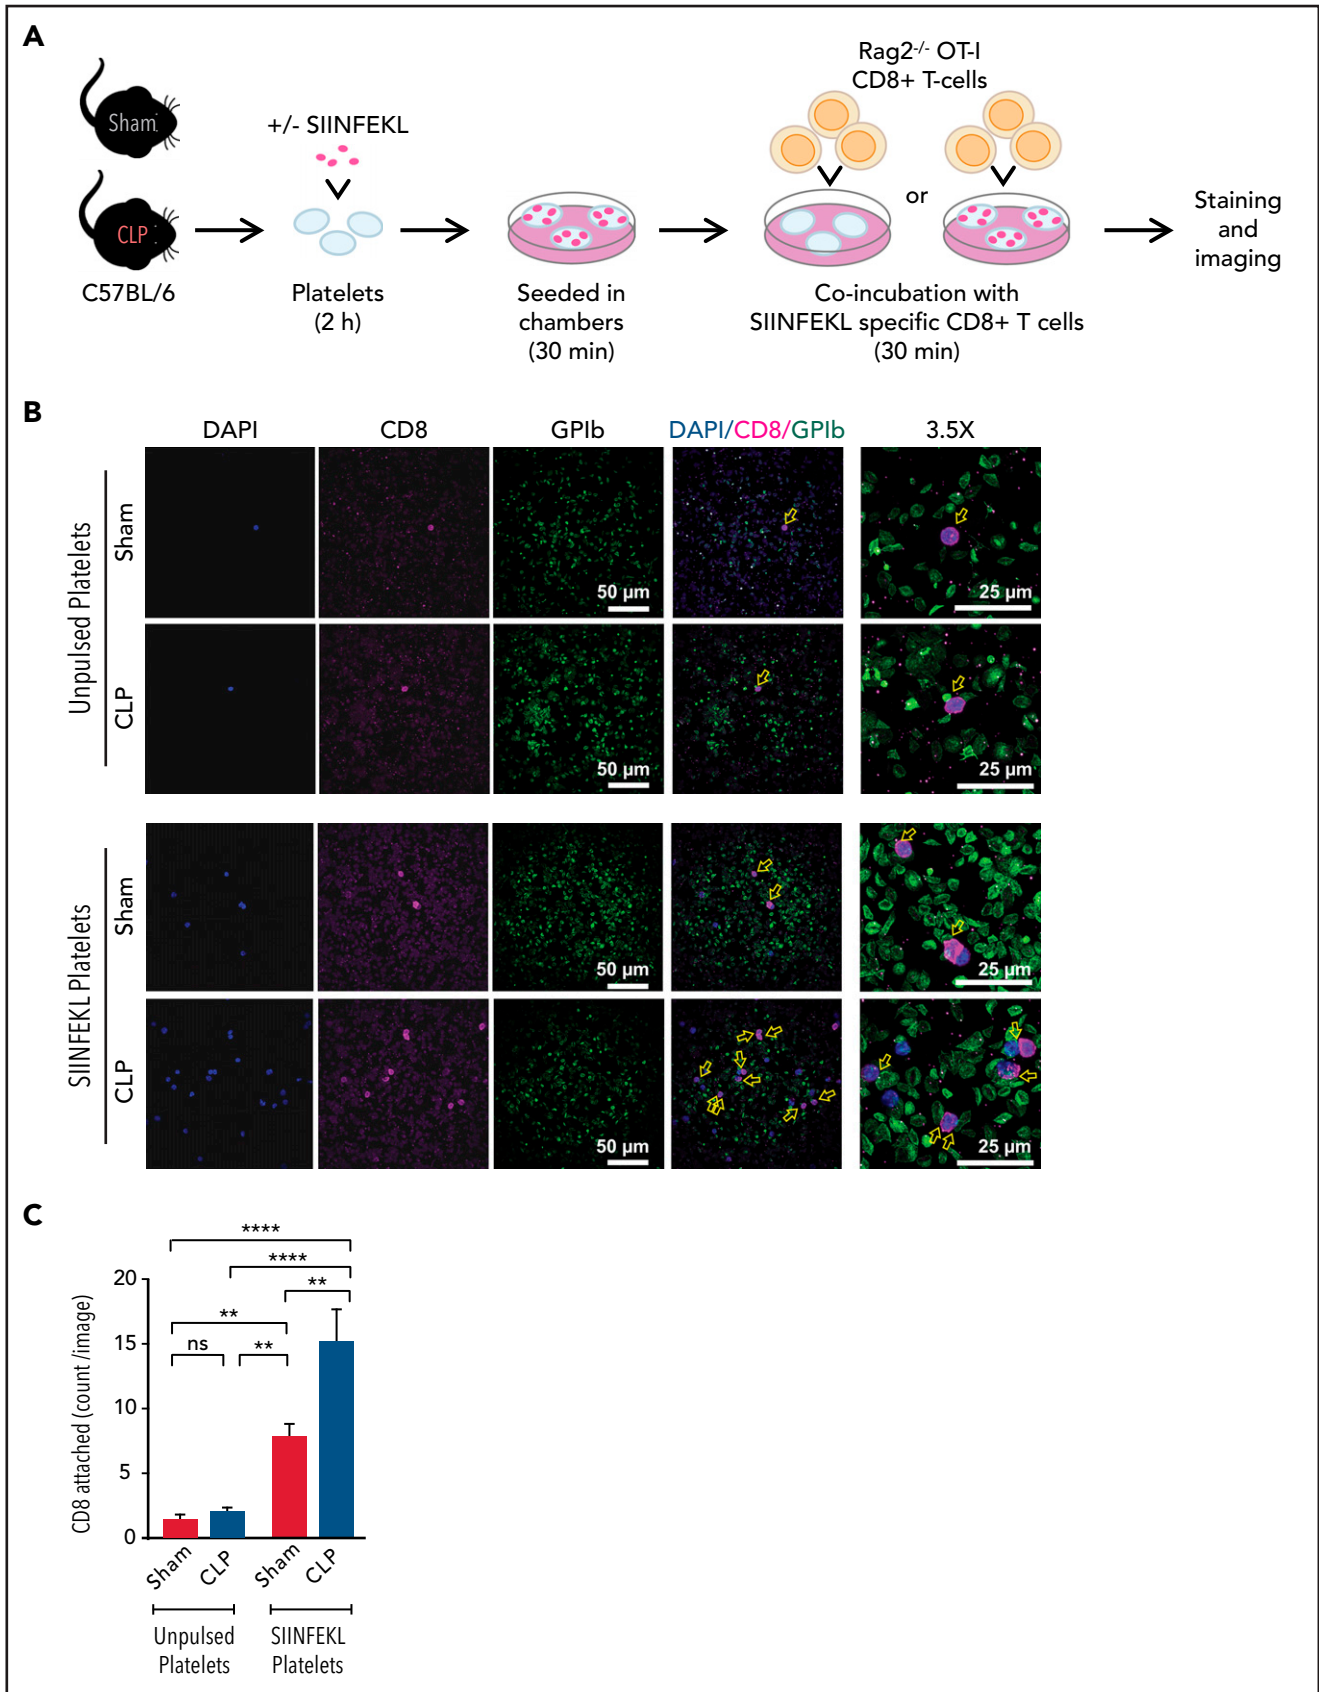 A
Sham
CLP
C57BL/6
+/- SIINFEKL
Platelets
(2 h)
Seeded in
chambers
(30 min)
Rag2-/- OT-I
CD8+ T-cells
or
Co-incubation with
SIINFEKL specific CD8+ T cells
(30 min)
Staining
and
imaging
B
DAPI
CD8
GPIb
DAPI/CD8/GPIb
3.5X
Unpulsed Platelets
Sham
50 µm
25 µm
CLP
50 µm
25 µm
SIINFEKL Platelets
Sham
50 µm
25 µm
CLP
50 µm
25 µm
C
CD8 attached (count /image)
20
15
10
5
0
****
****
**
**
ns
**
Sham
CLP
Sham
CLP
Unpulsed
Platelets
SIINFEKL
Platelets